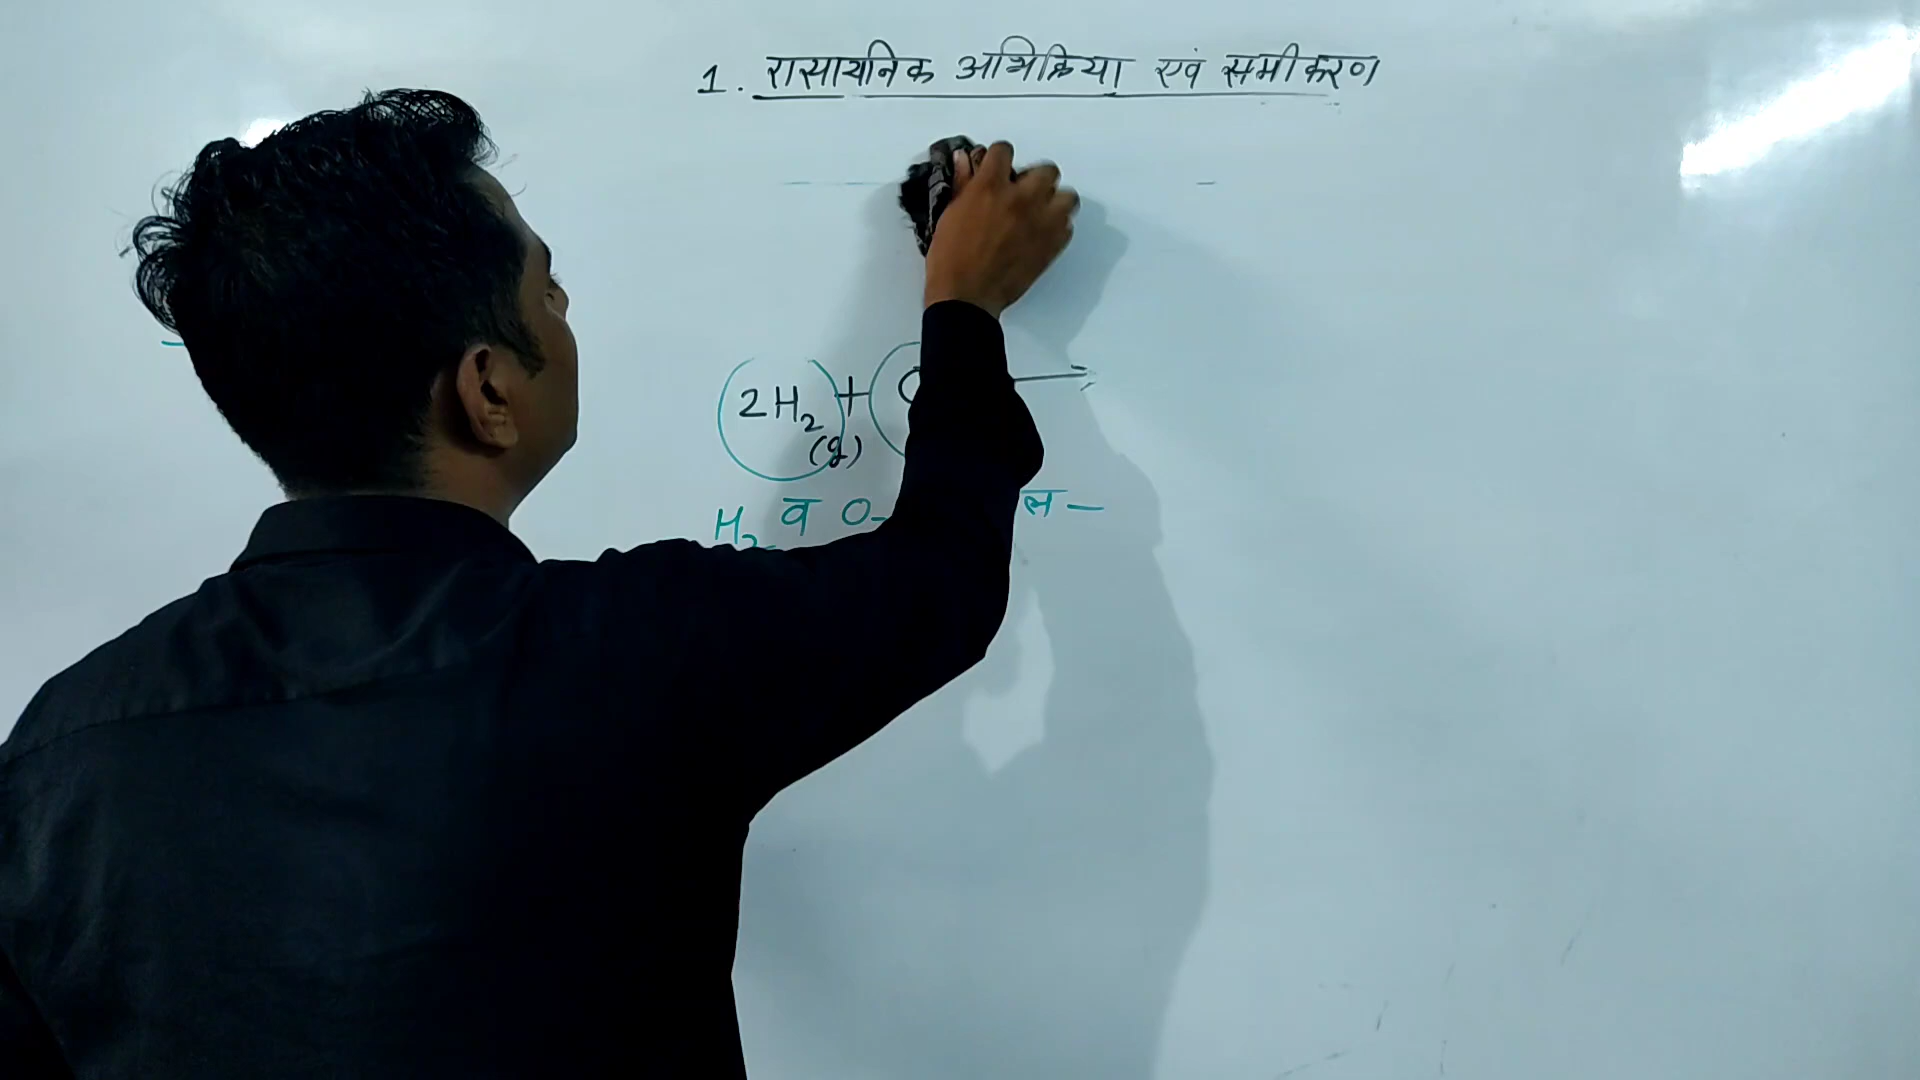 1. रासायनिक अभिक्रिया एवं समीकरण
2H₂ + →
(g)
H₂ व O